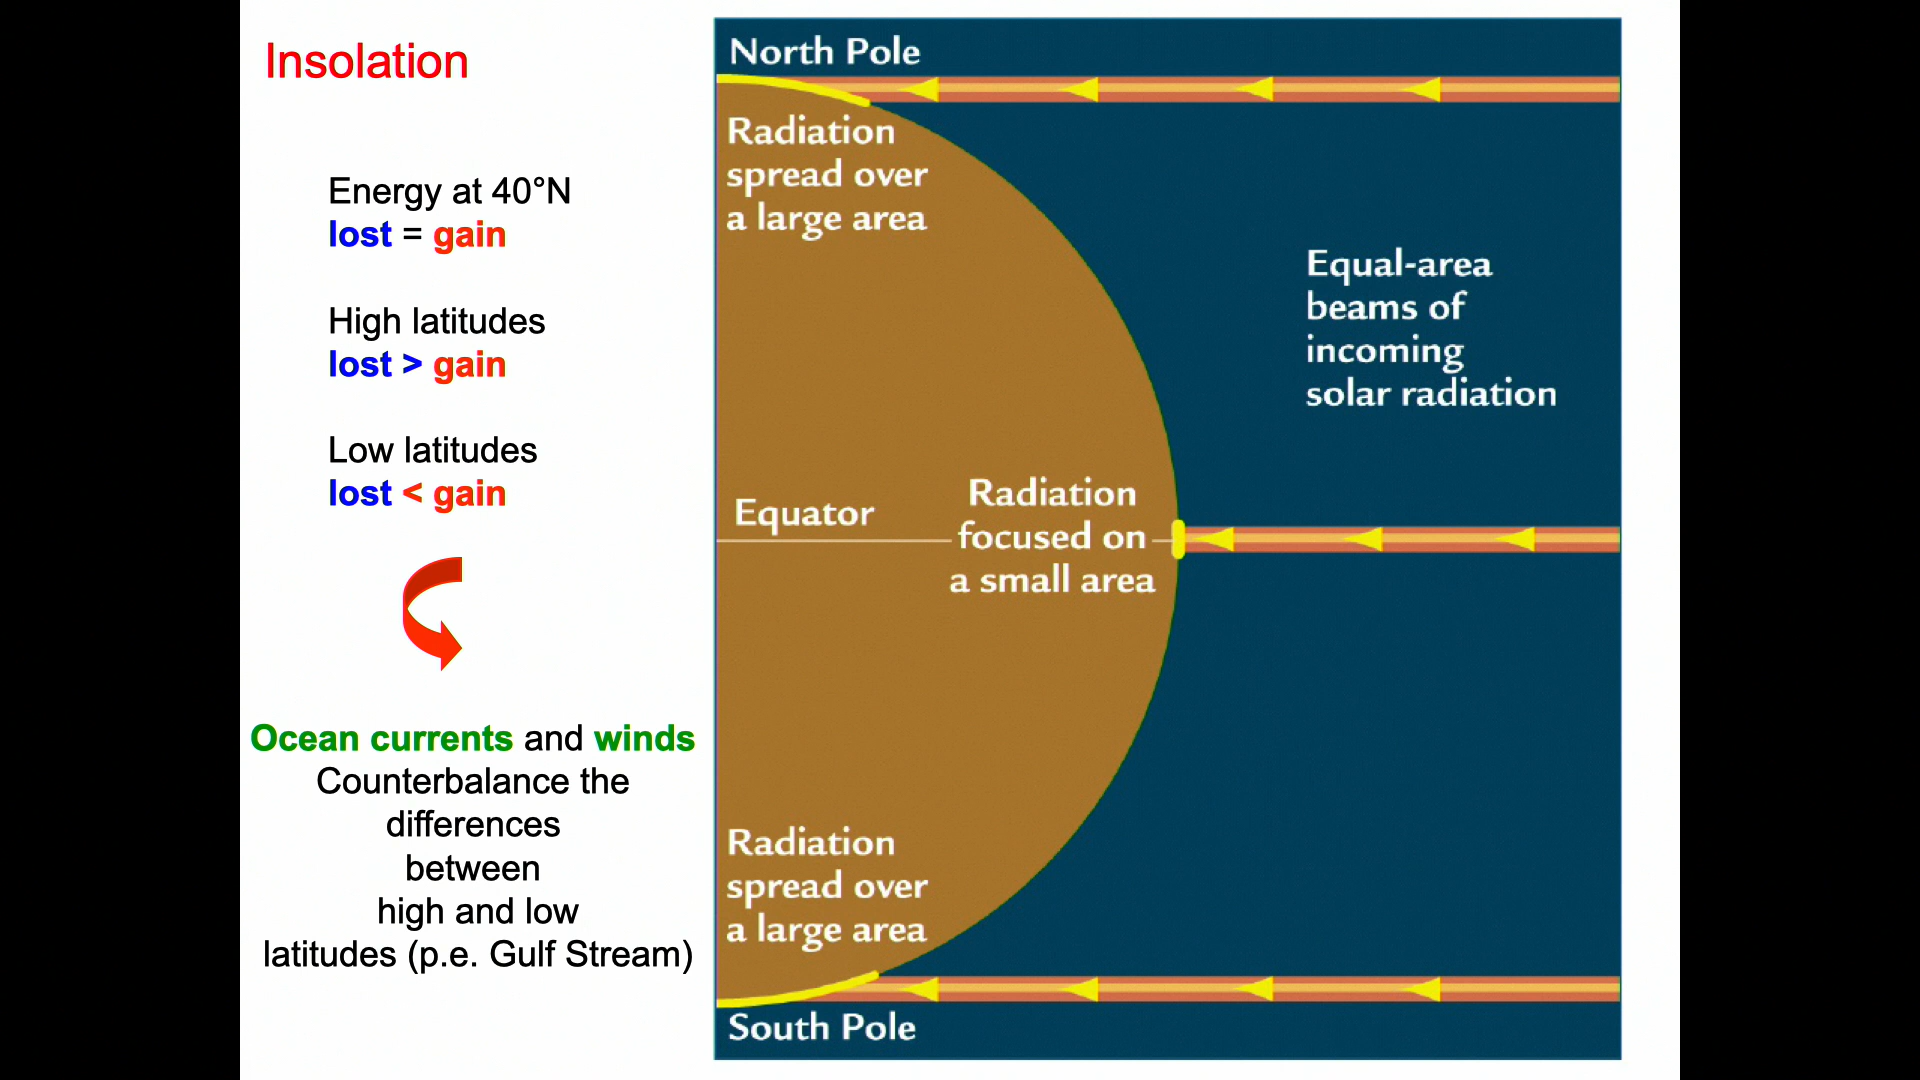 Insolation
Energy at 40°N
lost = gain
High latitudes
lost > gain
Low latitudes
lost < gain
Ocean currents and winds
Counterbalance the
differences
between
high and low
latitudes (p.e. Gulf Stream)
North Pole
Radiation
spread over
a large area
Equal-area
beams of
incoming
solar radiation
Equator
Radiation
focused on
a small area
Radiation
spread over
a large area
South Pole